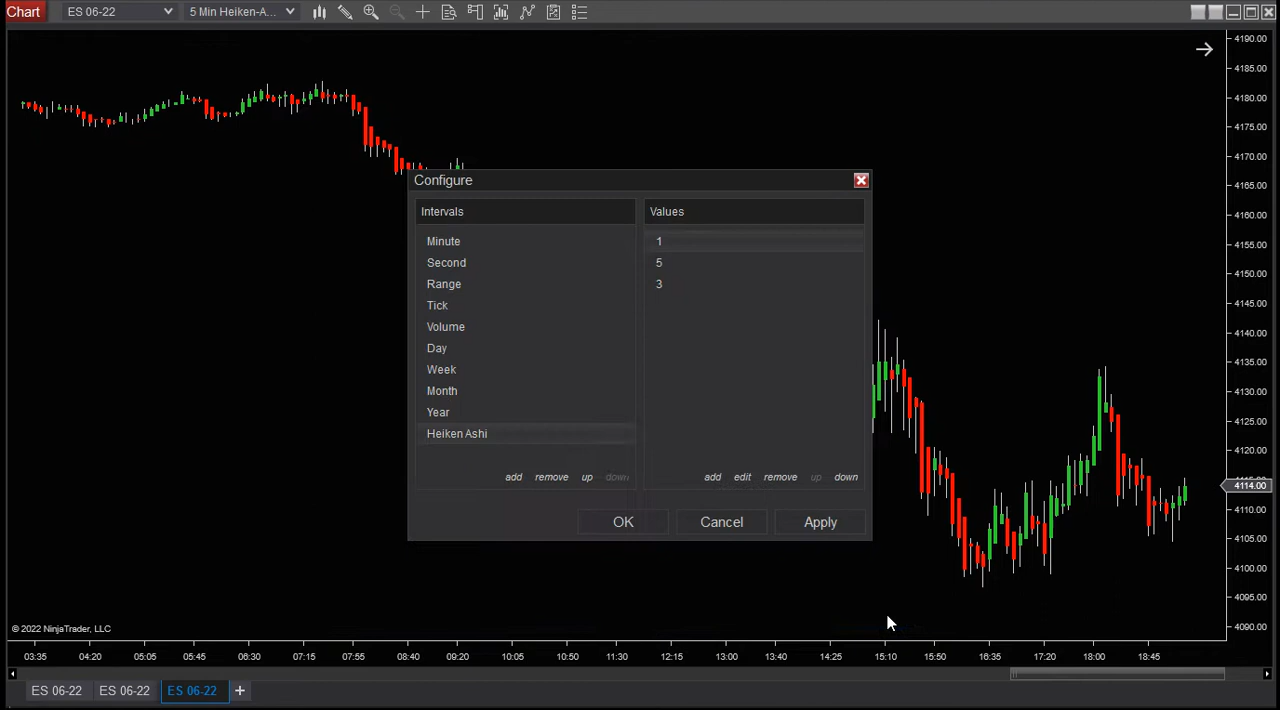 Chart ES 06-22 5 Min Heiken-A...
4190.00
4185.00
4180.00
4175.00
4170.00
4165.00
4160.00
4155.00
4150.00
4145.00
4140.00
4135.00
4130.00
4125.00
4120.00
4114.00
4110.00
4105.00
4100.00
4095.00
4090.00
Configure
Intervals
Minute
Second
Range
Tick
Volume
Day
Week
Month
Year
Heiken Ashi
add remove up down
Values
1
5
3
add edit remove up down
OK Cancel Apply
© 2022 NinjaTrader, LLC
03:35 04:20 05:05 05:45 06:30 07:15 07:55 08:40 09:20 10:05 10:50 11:30 12:15 13:00 13:40 14:25 15:10 15:50 16:35 17:20 18:00 18:45
ES 06-22 ES 06-22 ES 06-22 +